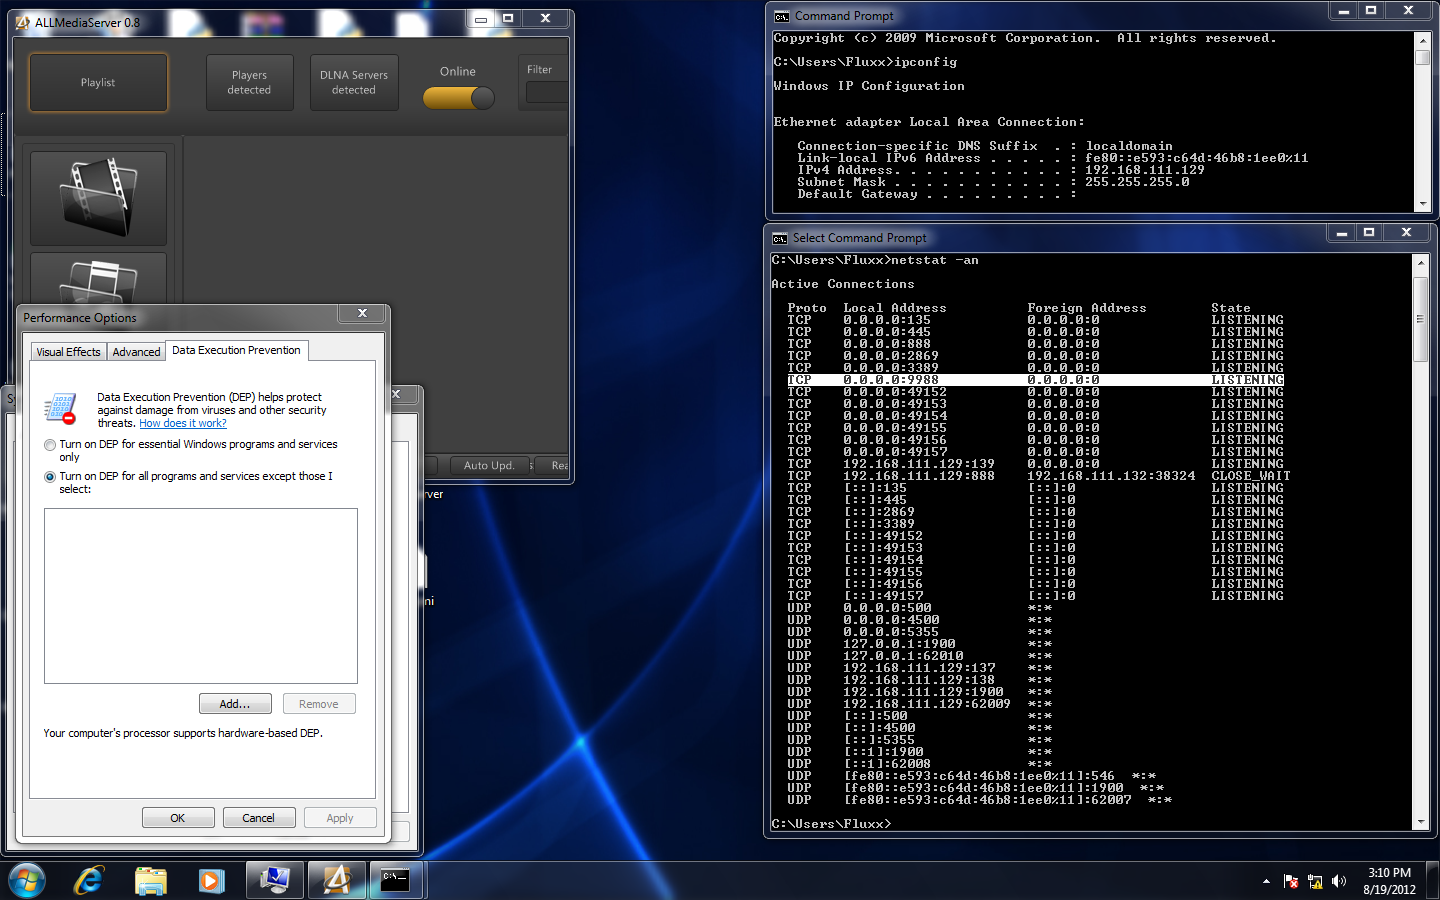 ALLMediaServer 0.8
Playlist
Players
detected
DLNA Servers
detected
Online
Filter
Auto Upd.
Performance Options
Visual Effects
Advanced
Data Execution Prevention
Data Execution Prevention (DEP) helps protect
against damage from viruses and other security
threats. How does it work?
Turn on DEP for essential Windows programs and services
only
Turn on DEP for all programs and services except those I
select:
Add...
Remove
Your computer's processor supports hardware-based DEP.
OK
Cancel
Apply
Command Prompt
Copyright (c) 2009 Microsoft Corporation.  All rights reserved.
C:\Users\Fluxx>ipconfig
Windows IP Configuration
Ethernet adapter Local Area Connection:
Connection-specific DNS Suffix  . : localdomain
Link-local IPv6 Address . . . . . : fe80::e593:c64d:46b8:1ee0%11
IPv4 Address. . . . . . . . . . . : 192.168.111.129
Subnet Mask . . . . . . . . . . . : 255.255.255.0
Default Gateway . . . . . . . . . :
Select Command Prompt
C:\Users\Fluxx>netstat -an
Active Connections
Proto  Local Address          Foreign Address        State
TCP    0.0.0.0:135            0.0.0.0:0              LISTENING
TCP    0.0.0.0:445            0.0.0.0:0              LISTENING
TCP    0.0.0.0:888            0.0.0.0:0              LISTENING
TCP    0.0.0.0:2869           0.0.0.0:0              LISTENING
TCP    0.0.0.0:3389           0.0.0.0:0              LISTENING
TCP    0.0.0.0:9988           0.0.0.0:0              LISTENING
TCP    0.0.0.0:49152          0.0.0.0:0              LISTENING
TCP    0.0.0.0:49153          0.0.0.0:0              LISTENING
TCP    0.0.0.0:49154          0.0.0.0:0              LISTENING
TCP    0.0.0.0:49155          0.0.0.0:0              LISTENING
TCP    0.0.0.0:49156          0.0.0.0:0              LISTENING
TCP    0.0.0.0:49157          0.0.0.0:0              LISTENING
TCP    192.168.111.129:139    0.0.0.0:0              LISTENING
TCP    192.168.111.129:888    192.168.111.132:38324  CLOSE_WAIT
TCP    [::]:135               [::]:0                 LISTENING
TCP    [::]:445               [::]:0                 LISTENING
TCP    [::]:2869              [::]:0                 LISTENING
TCP    [::]:3389              [::]:0                 LISTENING
TCP    [::]:49152             [::]:0                 LISTENING
TCP    [::]:49153             [::]:0                 LISTENING
TCP    [::]:49154             [::]:0                 LISTENING
TCP    [::]:49155             [::]:0                 LISTENING
TCP    [::]:49156             [::]:0                 LISTENING
TCP    [::]:49157             [::]:0                 LISTENING
UDP    0.0.0.0:500            *:*
UDP    0.0.0.0:4500           *:*
UDP    0.0.0.0:5355           *:*
UDP    127.0.0.1:1900         *:*
UDP    127.0.0.1:62010        *:*
UDP    192.168.111.129:137    *:*
UDP    192.168.111.129:138    *:*
UDP    192.168.111.129:1900   *:*
UDP    192.168.111.129:62009  *:*
UDP    [::]:500               *:*
UDP    [::]:4500              *:*
UDP    [::]:5355              *:*
UDP    [::1]:1900             *:*
UDP    [::1]:62008            *:*
UDP    [fe80::e593:c64d:46b8:1ee0%11]:546  *:*
UDP    [fe80::e593:c64d:46b8:1ee0%11]:1900  *:*
UDP    [fe80::e593:c64d:46b8:1ee0%11]:62007  *:*
C:\Users\Fluxx>
3:10 PM
8/19/2012